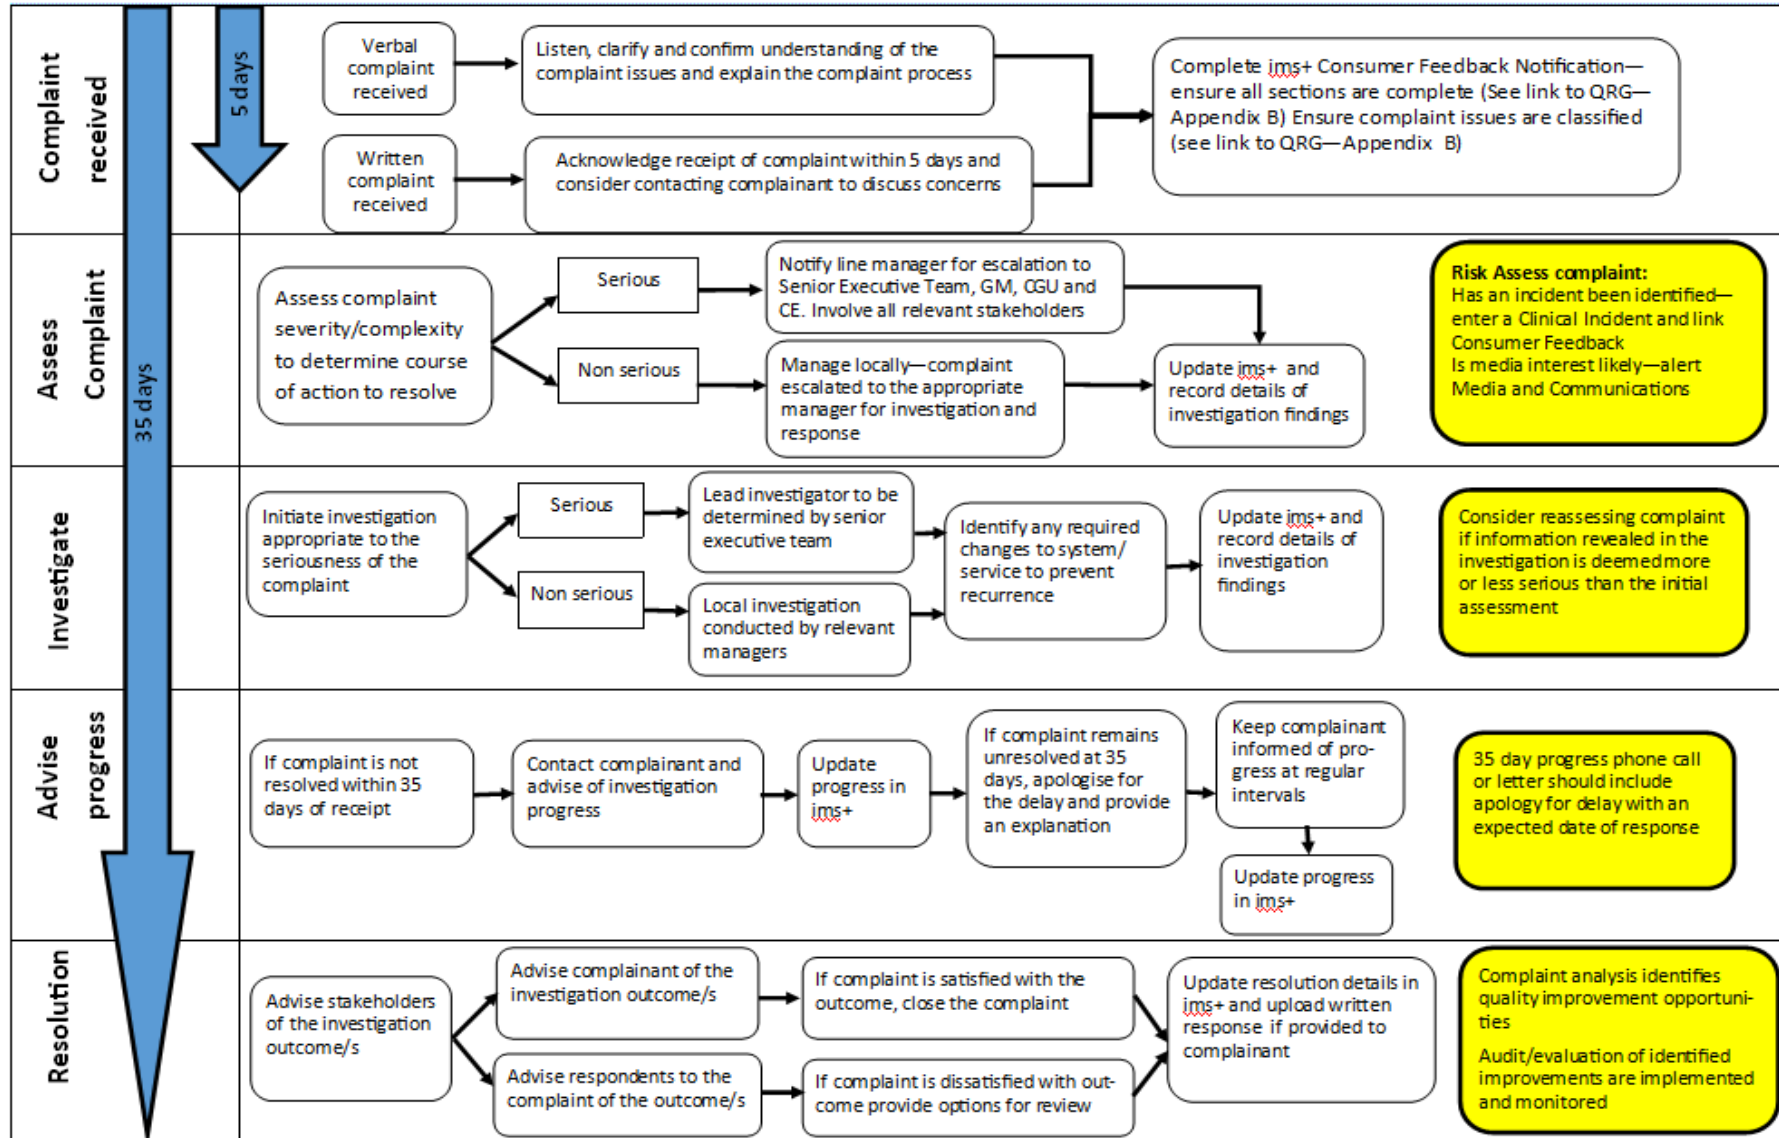 Complaint
received
35 days
5 days
Verbal
complaint
received
Listen, clarify and confirm understanding of the
complaint issues and explain the complaint process
Written
complaint
received
Acknowledge receipt of complaint within 5 days and
consider contacting complainant to discuss concerns
Complete ims+ Consumer Feedback Notification—
ensure all sections are complete (See link to QRG—
Appendix B) Ensure complaint issues are classified
(see link to QRG—Appendix B)
Assess
Complaint
Assess complaint
severity/complexity
to determine course
of action to resolve
Serious
Notify line manager for escalation to
Senior Executive Team, GM, CGU and
CE. Involve all relevant stakeholders
Non serious
Manage locally—complaint
escalated to the appropriate
manager for investigation and
response
Update ims+ and
record details of
investigation findings
Risk Assess complaint:
Has an incident been identified—
enter a Clinical Incident and link
Consumer Feedback
Is media interest likely—alert
Media and Communications
Investigate
Initiate investigation
appropriate to the
seriousness of the
complaint
Serious
Lead investigator to be
determined by senior
executive team
Non serious
Local investigation
conducted by relevant
managers
Identify any required
changes to system/
service to prevent
recurrence
Update ims+ and
record details of
investigation
findings
Consider reassessing complaint
if information revealed in the
investigation is deemed more
or less serious than the initial
assessment
Advise
progress
If complaint is not
resolved within 35
days of receipt
Contact complainant and
advise of investigation
progress
Update
progress in
ims+
If complaint remains
unresolved at 35
days, apologise for
the delay and provide
an explanation
Keep complainant
informed of pro-
gress at regular
intervals
Update progress
in ims+
35 day progress phone call
or letter should include
apology for delay with an
expected date of response
Resolution
Advise stakeholders
of the investigation
outcome/s
Advise complainant of the
investigation outcome/s
If complaint is satisfied with the
outcome, close the complaint
Advise respondents to the
complaint of the outcome/s
If complaint is dissatisfied with out-
come provide options for review
Update resolution details in
ims+ and upload written
response if provided to
complainant
Complaint analysis identifies
quality improvement opportuni-
ties
Audit/evaluation of identified
improvements are implemented
and monitored